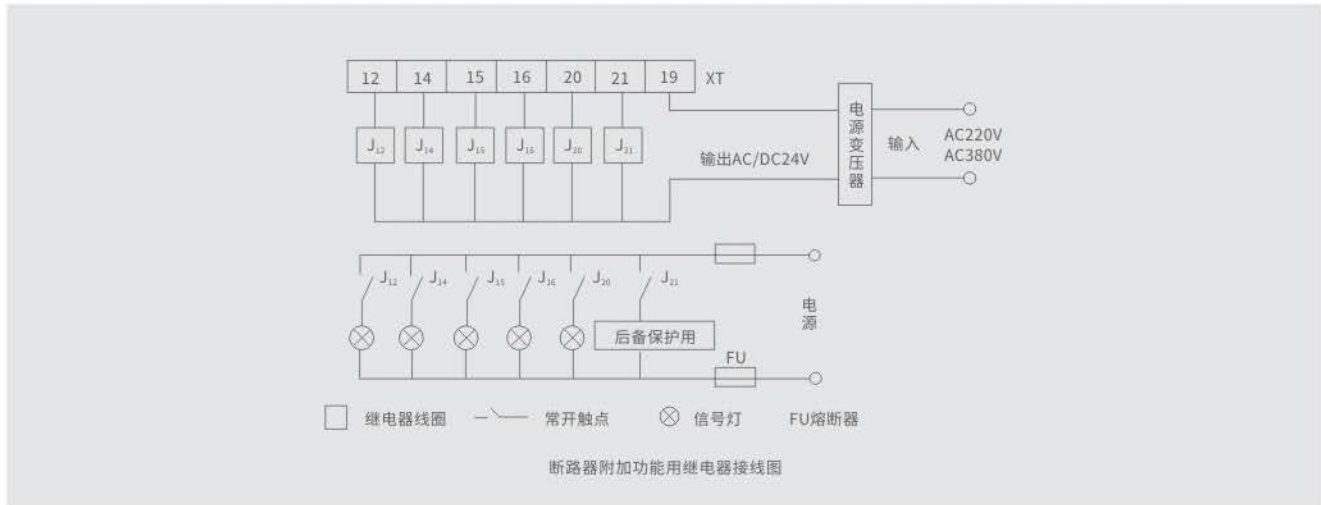 12 14 15 16 20 21 19 XT
J₁₂ J₁₄ J₁₅ J₁₆ J₂₀ J₂₁
输出AC/DC24V
电源变压器
输入
AC220V
AC380V
J₁₂ J₁₄ J₁₅ J₁₆ J₂₀ J₂₁
后备保护用
电源
FU
继电器线圈 常开触点 信号灯 FU熔断器
断路器附加功能用继电器接线图